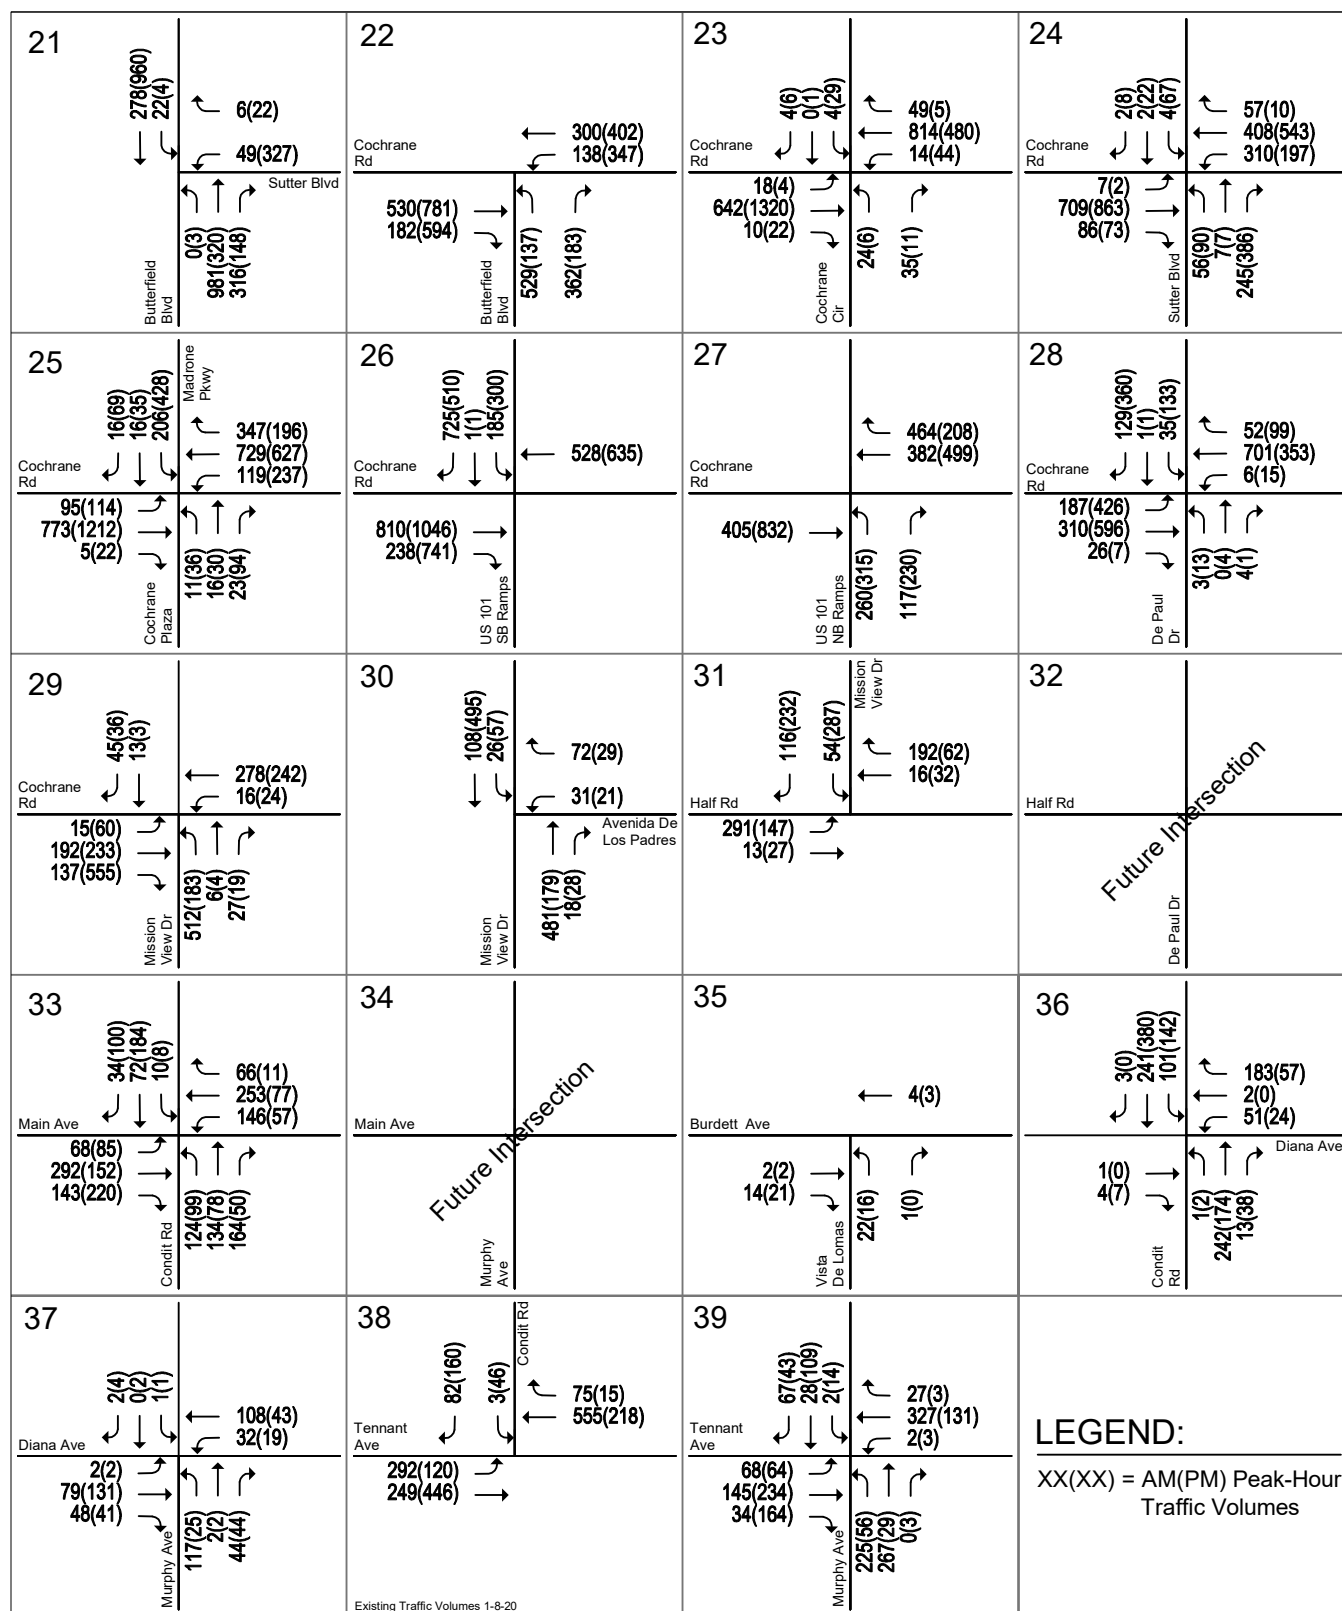 21
278(960)
22(4)
6(22)
49(327)
Sutter Blvd
0(3)
981(320)
316(148)
Butterfield
Blvd
22
Cochrane
Rd
300(402)
138(347)
530(781)
182(594)
529(137)
362(183)
Butterfield
Blvd
23
4(6)
0(1)
4(29)
49(5)
814(480)
14(44)
Cochrane
Rd
18(4)
642(1320)
10(22)
24(6)
35(11)
Cochrane
Cir
24
2(8)
2(22)
4(67)
57(10)
408(543)
310(197)
Cochrane
Rd
7(2)
709(863)
86(73)
56(90)
7(7)
245(386)
Sutter Blvd
25
16(69)
16(35)
206(428)
Madrone
Pkwy
347(196)
729(627)
119(237)
Cochrane
Rd
95(114)
773(1212)
5(22)
11(36)
16(30)
23(94)
Cochrane
Plaza
26
725(510)
1(1)
185(300)
528(635)
Cochrane
Rd
810(1046)
238(741)
US 101
SB Ramps
27
464(208)
382(499)
Cochrane
Rd
405(832)
260(315)
117(230)
US 101
NB Ramps
28
129(360)
1(1)
35(133)
52(99)
701(353)
6(15)
Cochrane
Rd
187(426)
310(596)
26(7)
3(13)
0(4)
4(1)
De Paul
Dr
29
45(36)
13(3)
278(242)
16(24)
Cochrane
Rd
15(60)
192(233)
137(555)
512(183)
6(4)
27(19)
Mission
View Dr
30
108(495)
26(57)
72(29)
31(21)
Avenida De
Los Padres
481(179)
18(28)
Mission
View Dr
31
116(232)
54(287)
Mission
View Dr
192(62)
16(32)
Half Rd
291(147)
13(27)
32
Half Rd
Future Intersection
De Paul Dr
33
34(100)
72(184)
10(8)
66(11)
253(77)
146(57)
Main Ave
68(85)
292(152)
143(220)
124(99)
134(78)
164(50)
Condit Rd
34
Main Ave
Future Intersection
Murphy
Ave
35
4(3)
Burdett Ave
2(2)
14(21)
22(16)
1(0)
Vista
De Lomas
36
3(0)
241(380)
101(142)
183(57)
2(0)
51(24)
Diana Ave
1(0)
4(7)
1(2)
242(174)
13(38)
Condit
Rd
37
2(4)
0(2)
1(1)
108(43)
32(19)
Diana Ave
2(2)
79(131)
48(41)
117(25)
2(2)
44(44)
Murphy Ave
38
82(160)
3(46)
Condit Rd
75(15)
555(218)
Tennant
Ave
292(120)
249(446)
Existing Traffic Volumes 1-8-20
39
67(43)
28(109)
2(14)
27(3)
327(131)
2(3)
Tennant
Ave
68(64)
145(234)
34(164)
225(56)
267(29)
0(3)
Murphy Ave
LEGEND:
XX(XX) = AM(PM) Peak-Hour
Traffic Volumes